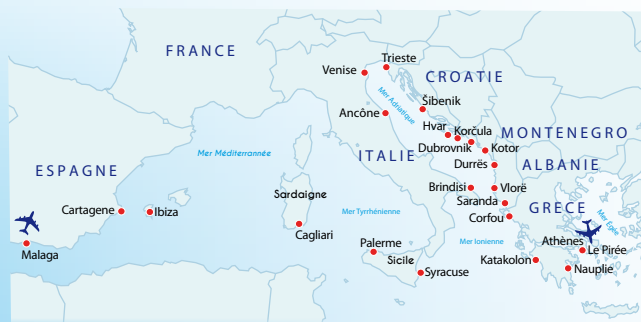 FRANCE
Trieste
Venise
CROATIE
Mer Adriatique
Šibenik
Ancône
Hvar
Korčula
MONTENEGRO
Dubrovnik
Kotor
Mer Méditerrannée
ITALIE
Durrës
ALBANIE
ESPAGNE
Brindisi
Vlorë
Sardaigne
Saranda
Cartagene
Ibiza
Mer Tyrrhénienne
Corfou
GRECE
Mer Egée
Cagliari
Palerme
Mer Ionienne
Athènes
Le Pirée
Malaga
Sicile
Katakolon
Syracuse
Nauplie